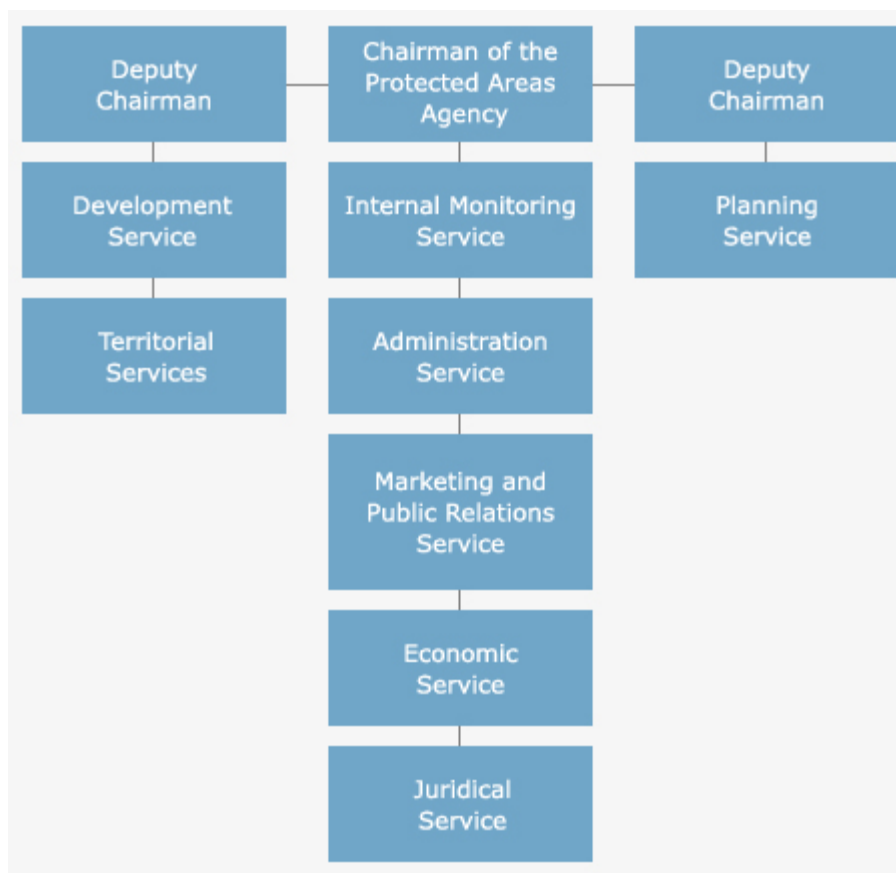 Deputy
Chairman
Chairman of the
Protected Areas
Agency
Deputy
Chairman
Development
Service
Internal Monitoring
Service
Planning
Service
Territorial
Services
Administration
Service
Marketing and
Public Relations
Service
Economic
Service
Juridical
Service